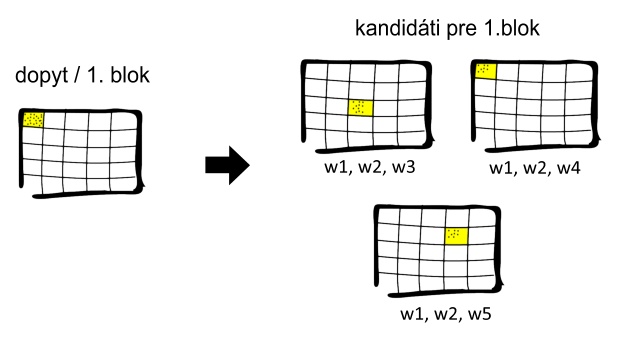 kandidáti pre 1.blok
dopyt / 1. blok
w1, w2, w3
w1, w2, w4
w1, w2, w5